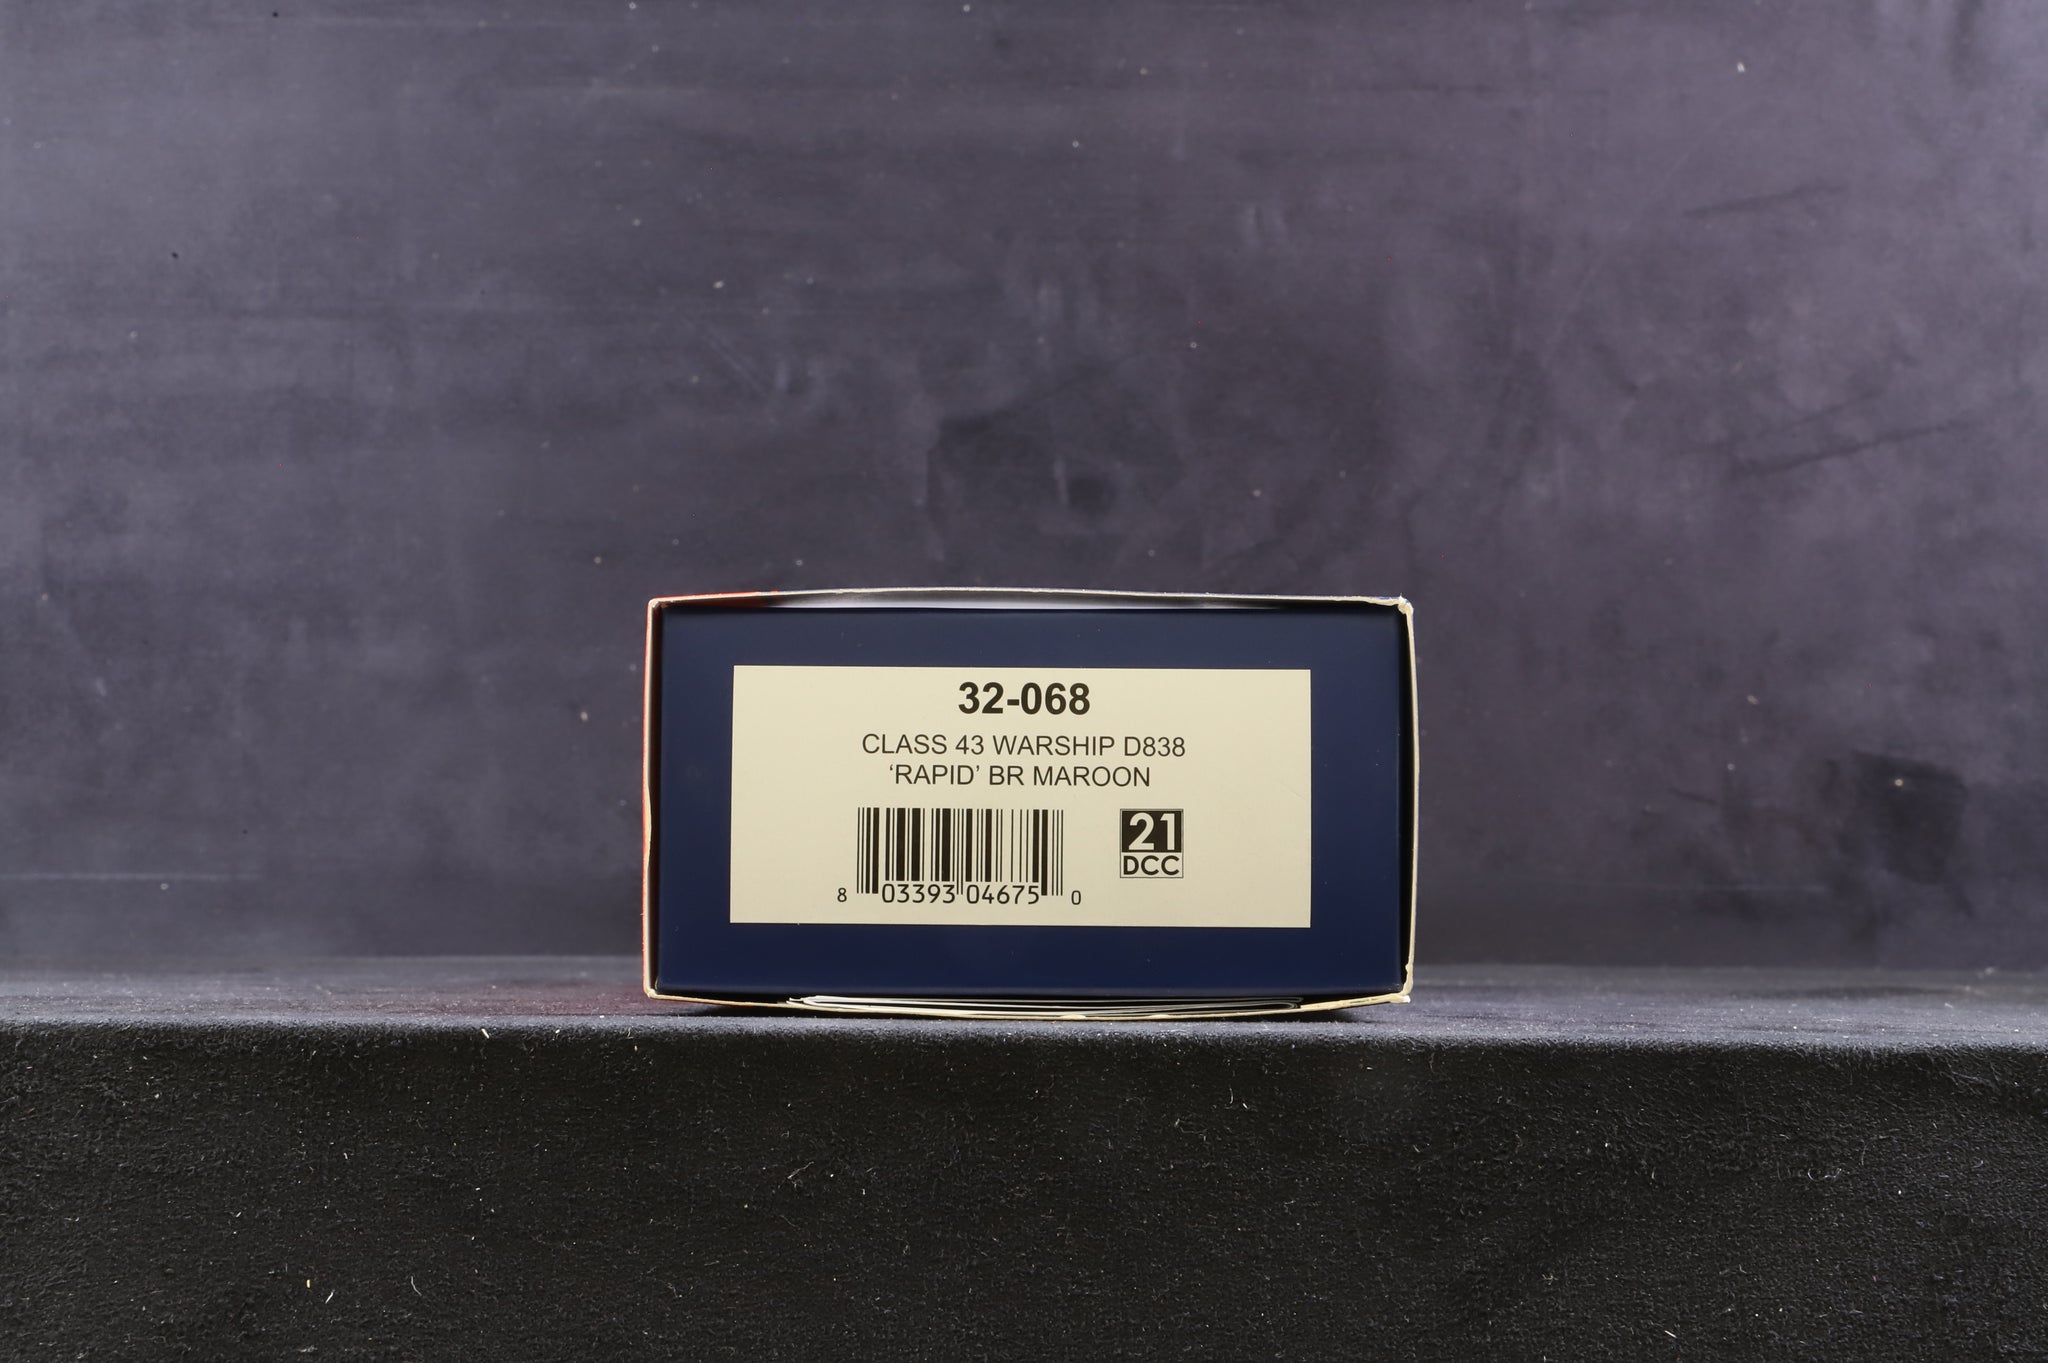 32-068
CLASS 43 WARSHIP D838
‘RAPID’ BR MAROON
21
DCC
8 03393 04675 0